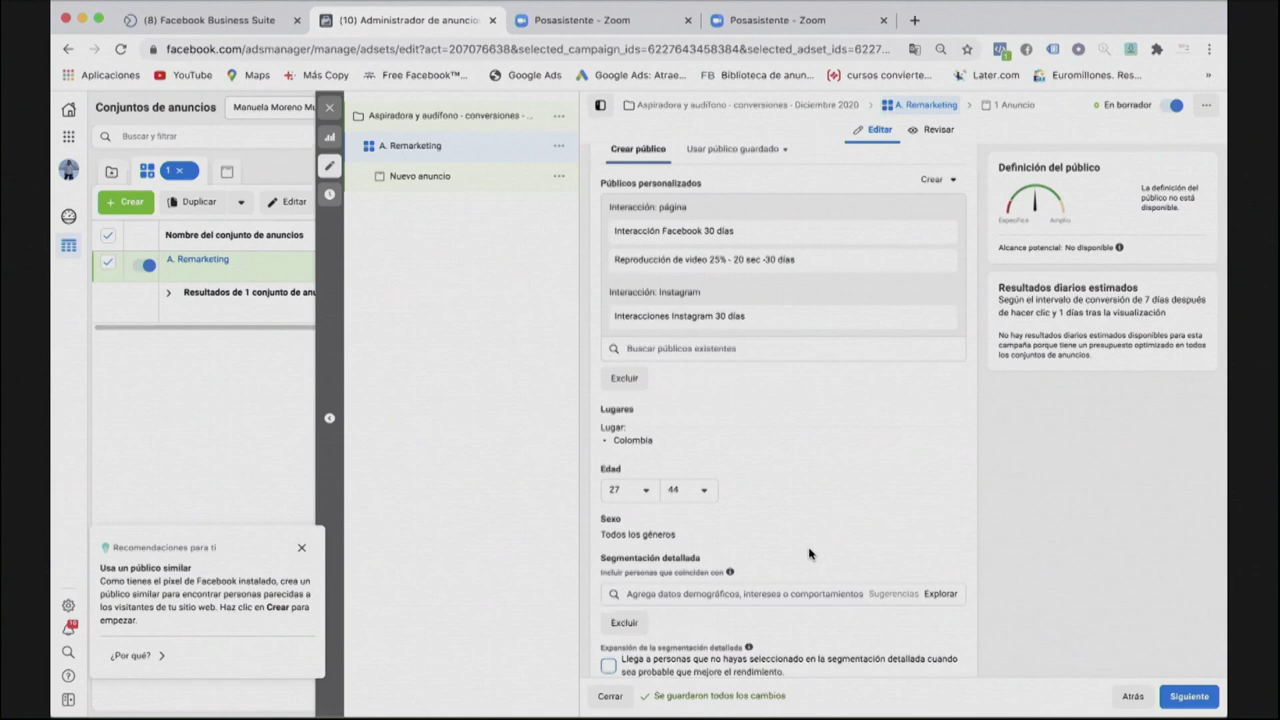 (8) Facebook Business Suite
(10) Administrador de anuncio
Posasistente - Zoom
Posasistente - Zoom
facebook.com/adsmanager/manage/adsets/edit?act=207076638&selected_campaign_ids=6227643458384&selected_adset_ids=6227...
Aplicaciones
YouTube
Maps
Más Copy
Free Facebook™...
Google Ads
Google Ads: Atrae...
FB Biblioteca de anun...
cursos convierte...
Later.com
Euromillones. Res...
»
Conjuntos de anuncios
Manuela Moreno Mu
Buscar y filtrar
1 ×
+ Crear
Duplicar
Editar
Nombre del conjunto de anuncios
A. Remarketing
Resultados de 1 conjunto de anu
Recomendaciones para ti
Usa un público similar
Como tienes el pixel de Facebook instalado, crea un
público similar para encontrar personas parecidas a
los visitantes de tu sitio web. Haz clic en Crear para
empezar.
¿Por qué?
10
Aspiradora y audífono - conversiones - ...
A. Remarketing
Nuevo anuncio
Aspiradora y audífono - conversiones - Diciembre 2020
A. Remarketing
1 Anuncio
En borrador
Editar
Revisar
Crear público
Usar público guardado
Públicos personalizados
Crear
Interacción: página
Interacción Facebook 30 días
Reproducción de video 25% - 20 sec -30 días
Interacción: Instagram
Interacciones Instagram 30 días
Buscar públicos existentes
Excluir
Lugares
Lugar:
• Colombia
Edad
27
44
Sexo
Todos los géneros
Segmentación detallada
Incluir personas que coinciden con
Agrega datos demográficos, intereses o comportamientos
Sugerencias
Explorar
Excluir
Expansión de la segmentación detallada
Llega a personas que no hayas seleccionado en la segmentación detallada cuando
sea probable que mejore el rendimiento.
Cerrar
Se guardaron todos los cambios
Atrás
Siguiente
Definición del público
Específico
Amplio
La definición del
público no está
disponible.
Alcance potencial: No disponible
Resultados diarios estimados
Según el intervalo de conversión de 7 días después
de hacer clic y 1 días tras la visualización
No hay resultados diarios estimados disponibles para esta
campaña porque tiene un presupuesto optimizado en todos
los conjuntos de anuncios.